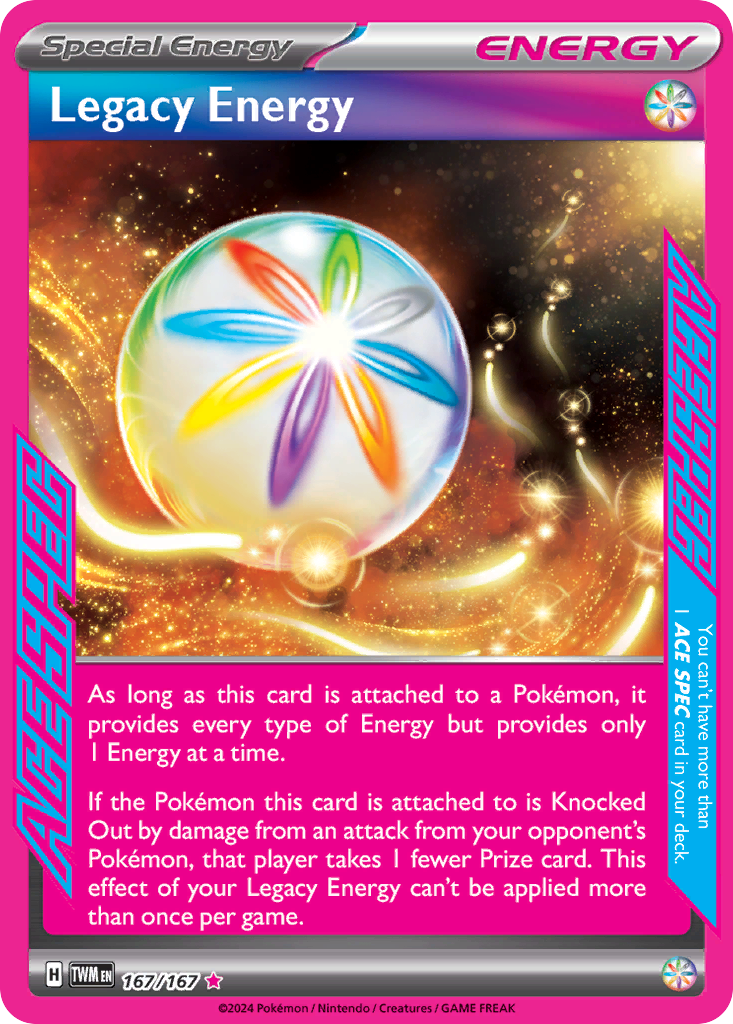 Special Energy
ENERGY
Legacy Energy
ACE SPEC
ACE SPEC
You can't have more than
1 ACE SPEC card in your deck.
As long as this card is attached to a Pokémon, it
provides every type of Energy but provides only
1 Energy at a time.
If the Pokémon this card is attached to is Knocked
Out by damage from an attack from your opponent's
Pokémon, that player takes 1 fewer Prize card. This
effect of your Legacy Energy can't be applied more
than once per game.
H TWM EN 167/167
©2024 Pokémon / Nintendo / Creatures / GAME FREAK